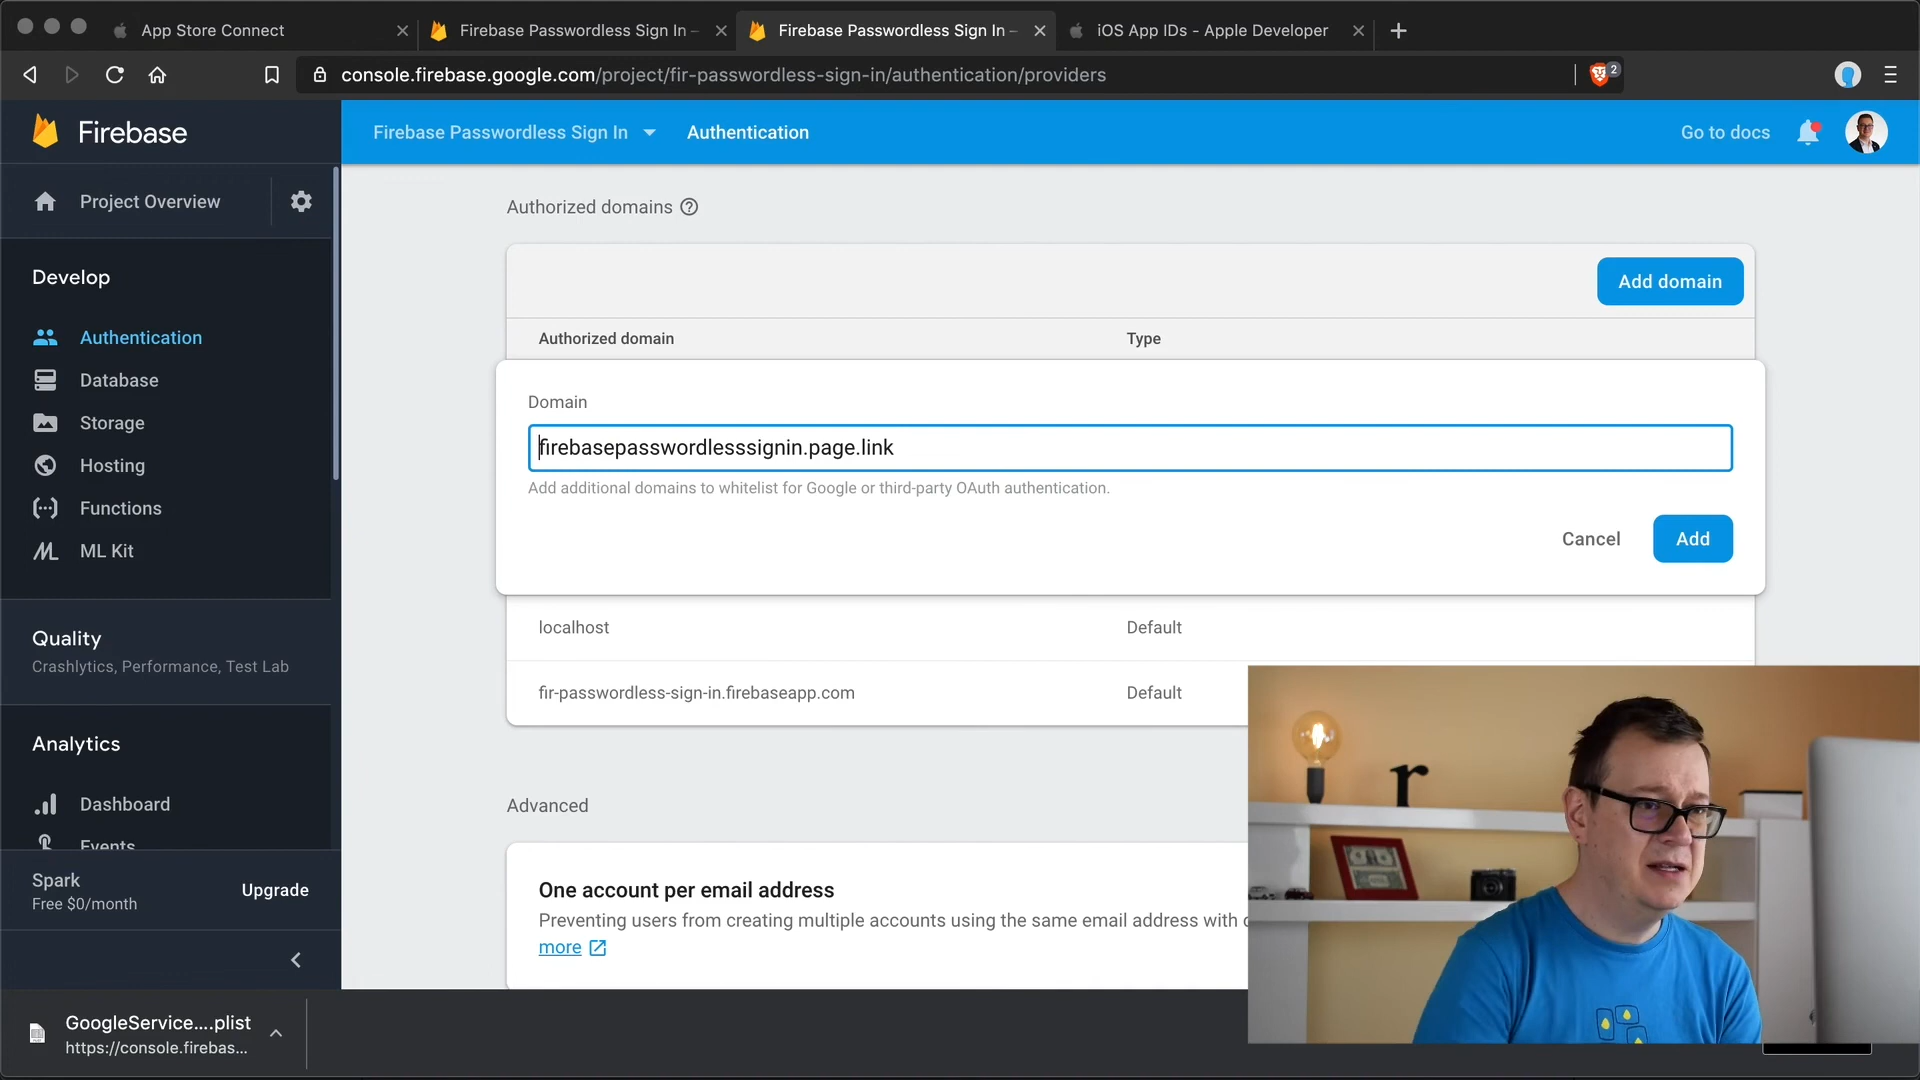 App Store Connect
Firebase Passwordless Sign In –
Firebase Passwordless Sign In –
iOS App IDs - Apple Developer
console.firebase.google.com/project/fir-passwordless-sign-in/authentication/providers
2
Firebase
Firebase Passwordless Sign In
Authentication
Go to docs
Project Overview
Develop
Authentication
Database
Storage
Hosting
Functions
ML Kit
Quality
Crashlytics, Performance, Test Lab
Analytics
Dashboard
Events
Spark
Free $0/month
Upgrade
Authorized domains
Add domain
Authorized domain
Type
Domain
firebasepasswordlesssignin.page.link
Add additional domains to whitelist for Google or third-party OAuth authentication.
Cancel
Add
localhost
Default
fir-passwordless-sign-in.firebaseapp.com
Default
Advanced
One account per email address
Preventing users from creating multiple accounts using the same email address with
more
GoogleService....plist
https://console.firebas...
r